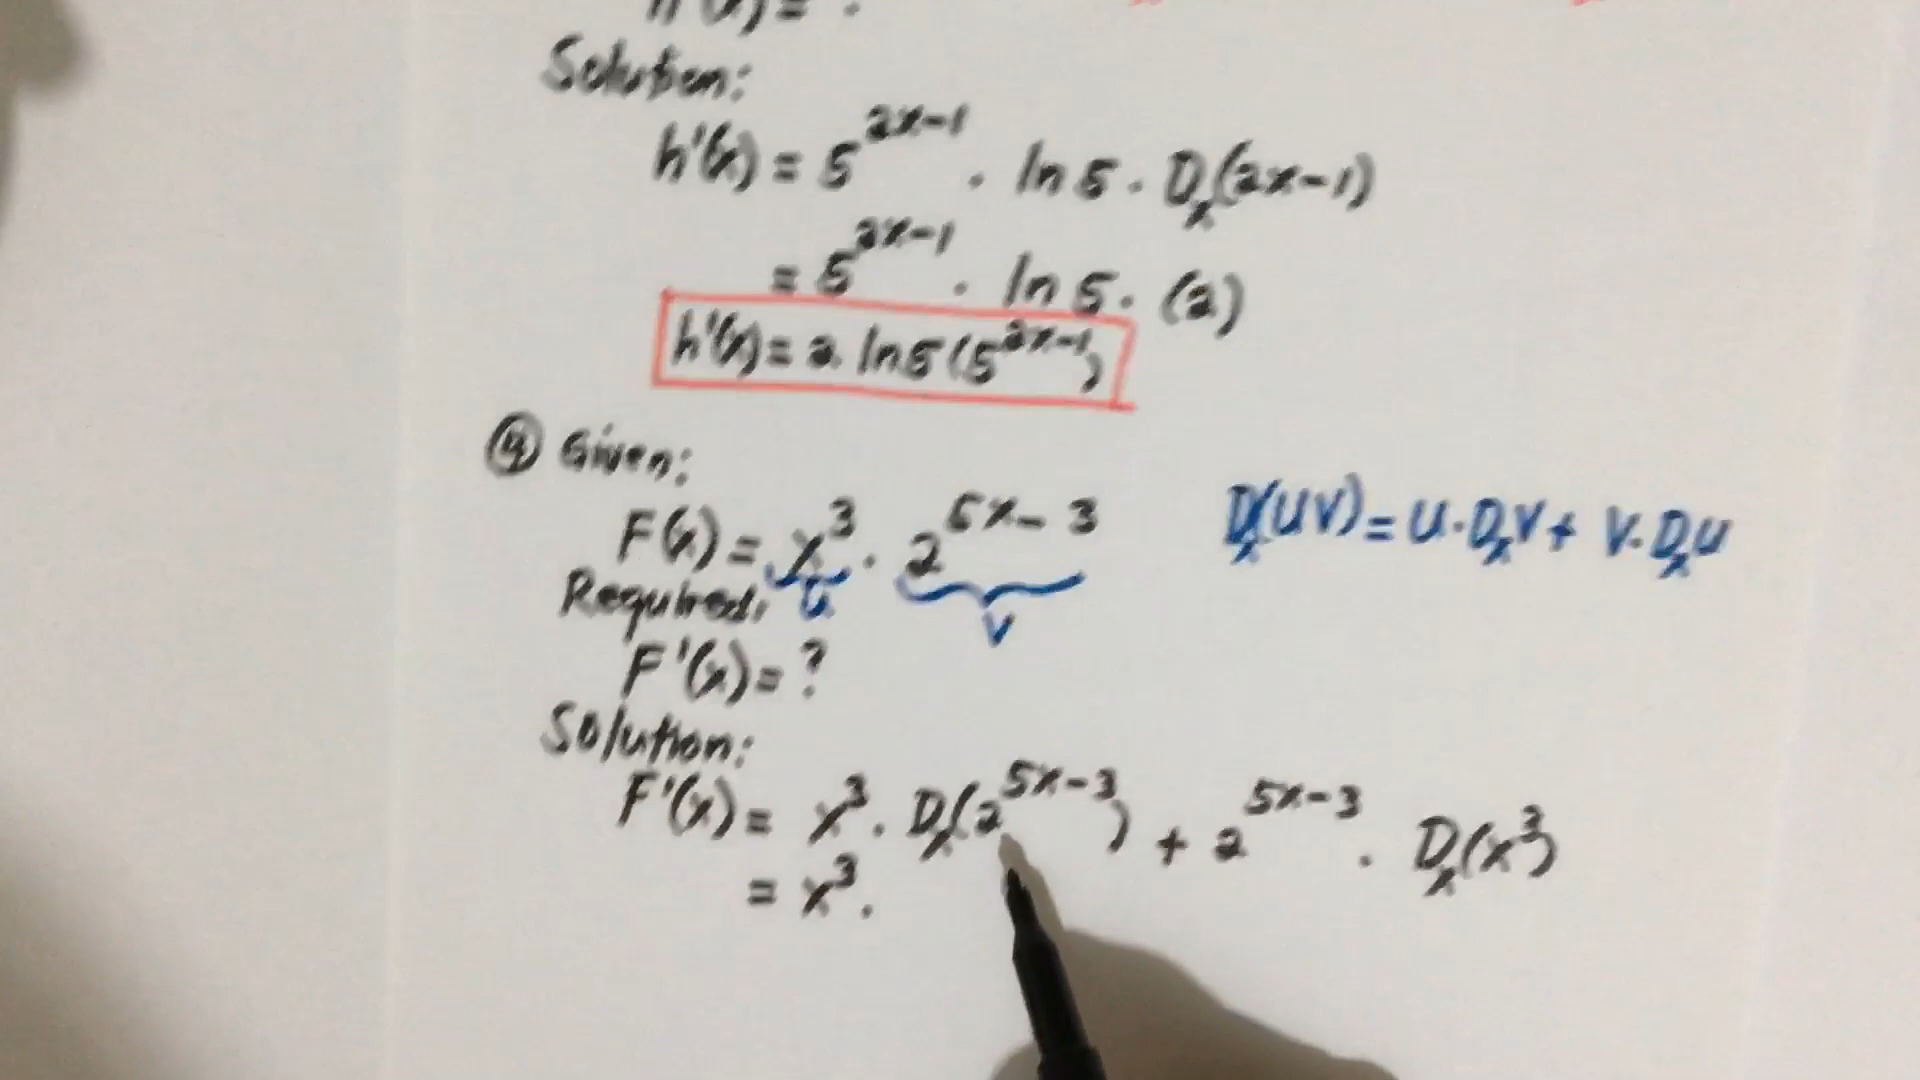 Solution:
h'(x) = 5^{2x-1} · ln 5 · Dₓ(2x-1)
= 5^{2x-1} · ln 5 · (2)
h'(x) = 2 ln 5 (5^{2x-1})
④ Given:
F(x) = x³ · 2^{5x-3}
Dₓ(UV) = U·DₓV + V·DₓU
U
V
Required:
F'(x) = ?
Solution:
F'(x) = x³ · Dₓ(2^{5x-3}) + 2^{5x-3} · Dₓ(x³)
= x³ ·